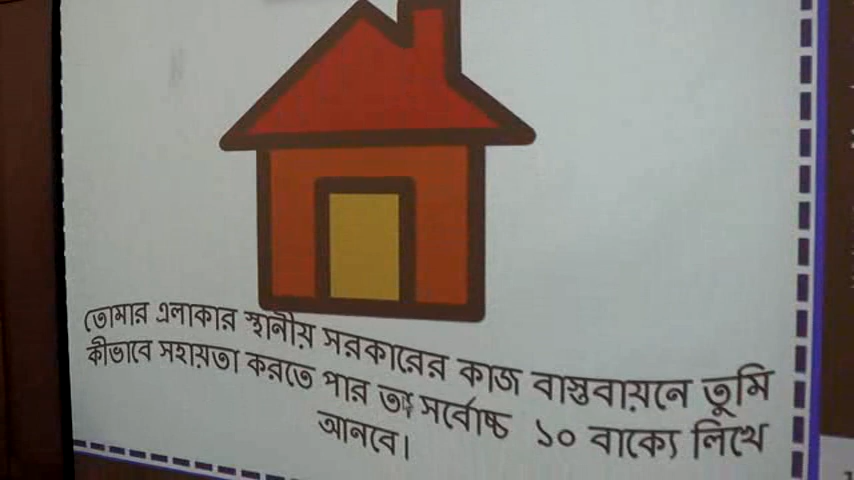 তোমার এলাকার স্থানীয় সরকারের কাজ বাস্তবায়নে তুমি
কীভাবে সহায়তা করতে পার তা সর্বোচ্চ ১০ বাক্যে লিখে
আনবে।